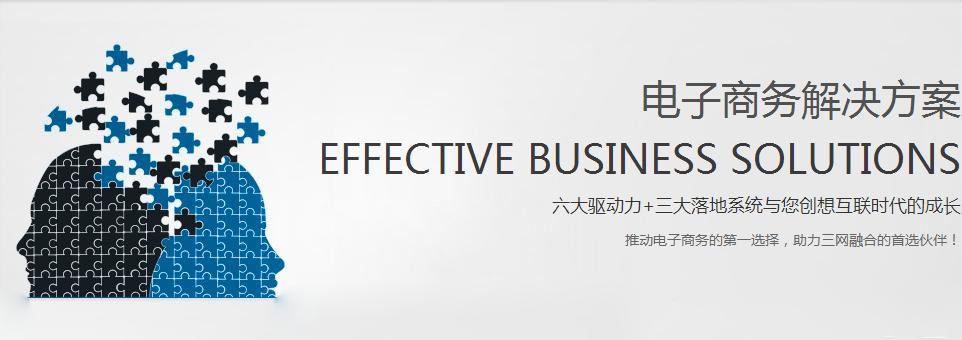 电子商务解决方案
EFFECTIVE BUSINESS SOLUTIONS
六大驱动力+三大落地系统与您创想互联时代的成长
推动电子商务的第一选择，助力三网融合的首选伙伴！